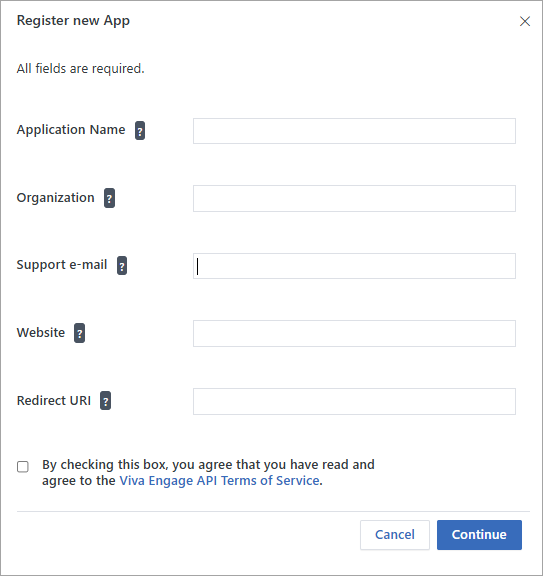 Register new App
All fields are required.
Application Name ?
Organization ?
Support e-mail ?
Website ?
Redirect URI ?
By checking this box, you agree that you have read and
agree to the Viva Engage API Terms of Service.
Cancel Continue